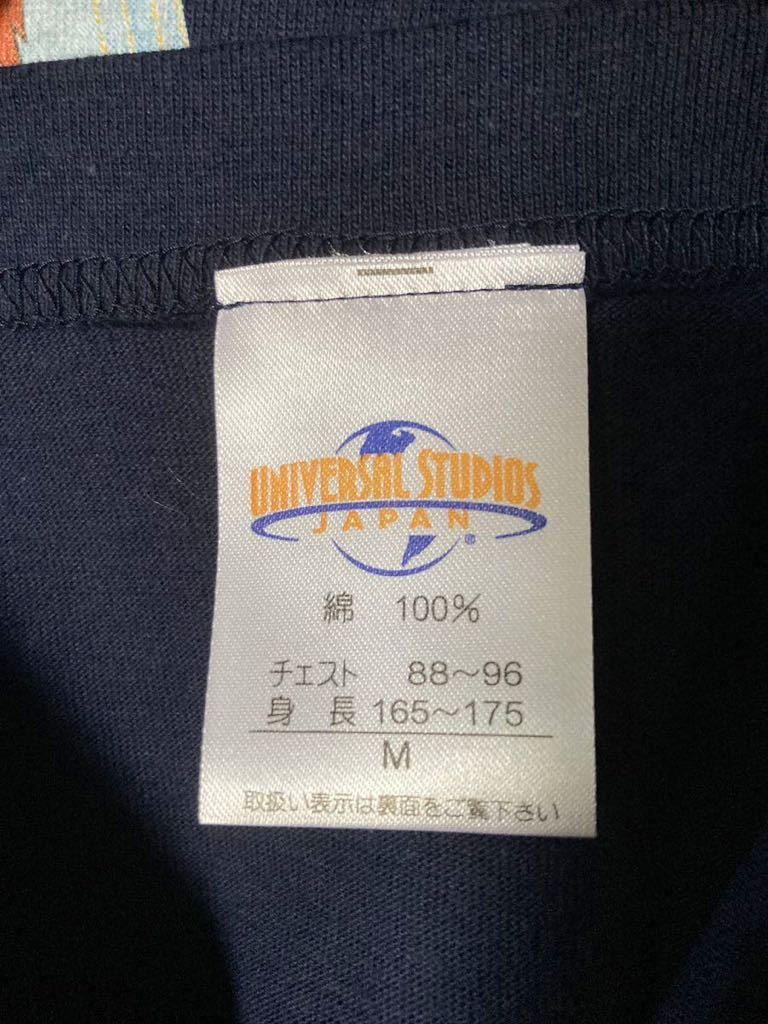 UNIVERSAL STUDIOS
JAPAN ®
綿 100%
チェスト 88～96
身 長 165～175
M
取扱い表示は裏面をご覧下さい